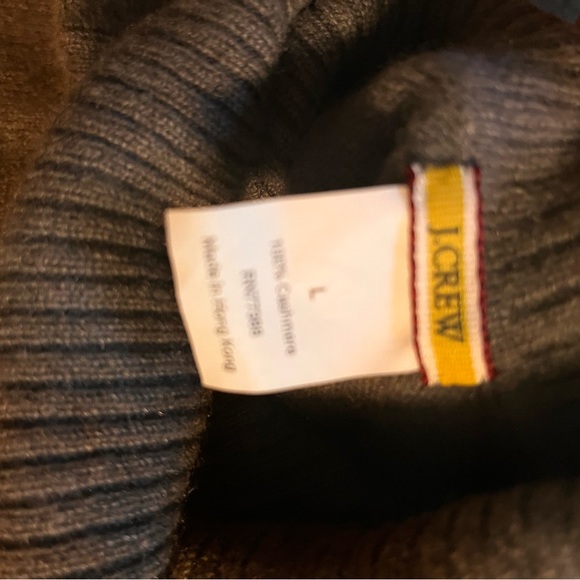 J.CREW
L
100% Cashmere
RN77388
Made in Hong Kong